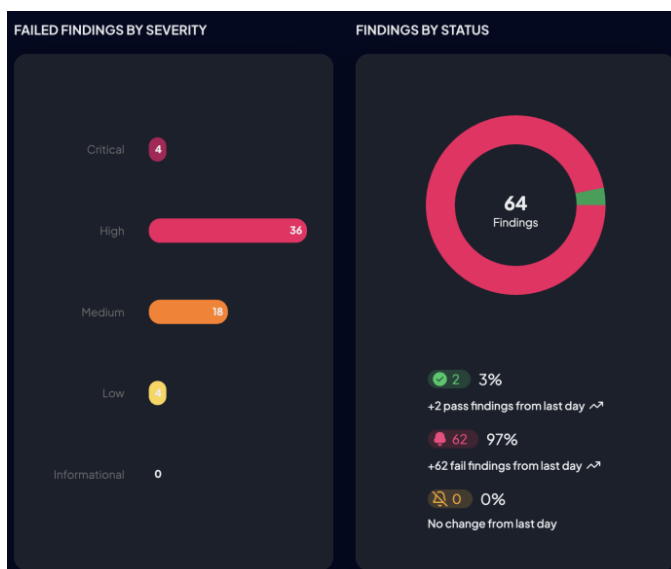 FAILED FINDINGS BY SEVERITY
Critical 4
High 36
Medium 18
Low 4
Informational 0
FINDINGS BY STATUS
64
Findings
2 3%
+2 pass findings from last day
62 97%
+62 fail findings from last day
0 0%
No change from last day